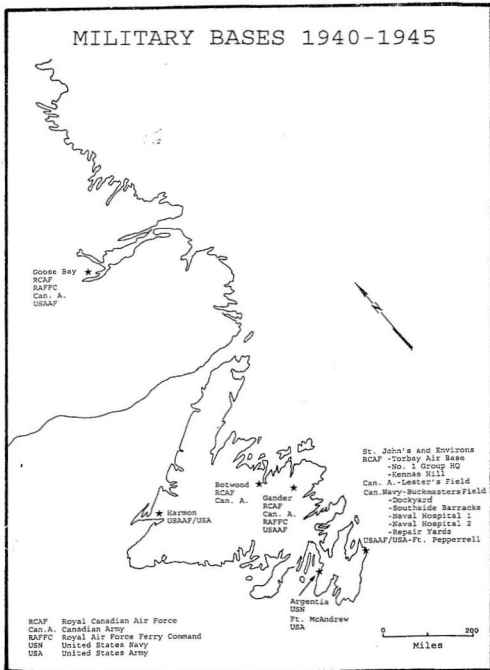 MILITARY BASES 1940-1945
Goose Bay
RCAF
RAFFC
Can. A.
USAAF
Botwood
RCAF
Can. A.
Gander
RCAF
Can. A.
RAFFC
USAAF
Harmon
USAAF/USA
St. John's and Environs
RCAF -Torbay Air Base
-No. 1 Group HQ
-Kennas Hill
Can. A.-Lester's Field
Can.Navy-BuckmastersField
-Dockyard
-Southside Barracks
-Naval Hospital 1
-Naval Hospital 2
-Repair Yards
USAAF/USA-Ft. Pepperrell
Argentia
USN
Ft. McAndrew
USA
RCAF Royal Canadian Air Force
Can.A. Canadian Army
RAFFC Royal Air Force Ferry Command
USN United States Navy
USA United States Army
0 200
Miles